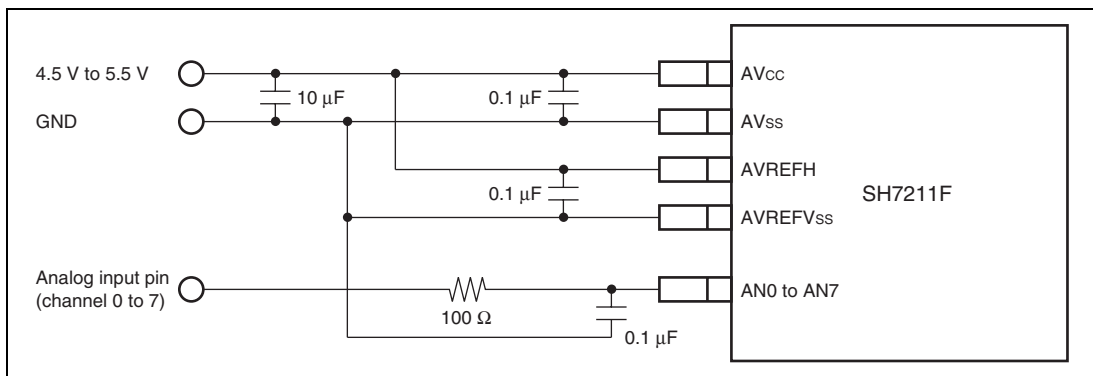 4.5 V to 5.5 V
10 μF
0.1 μF
AVcc
GND
AVss
AVREFH
0.1 μF
SH7211F
AVREFVss
Analog input pin
(channel 0 to 7)
100 Ω
AN0 to AN7
0.1 μF